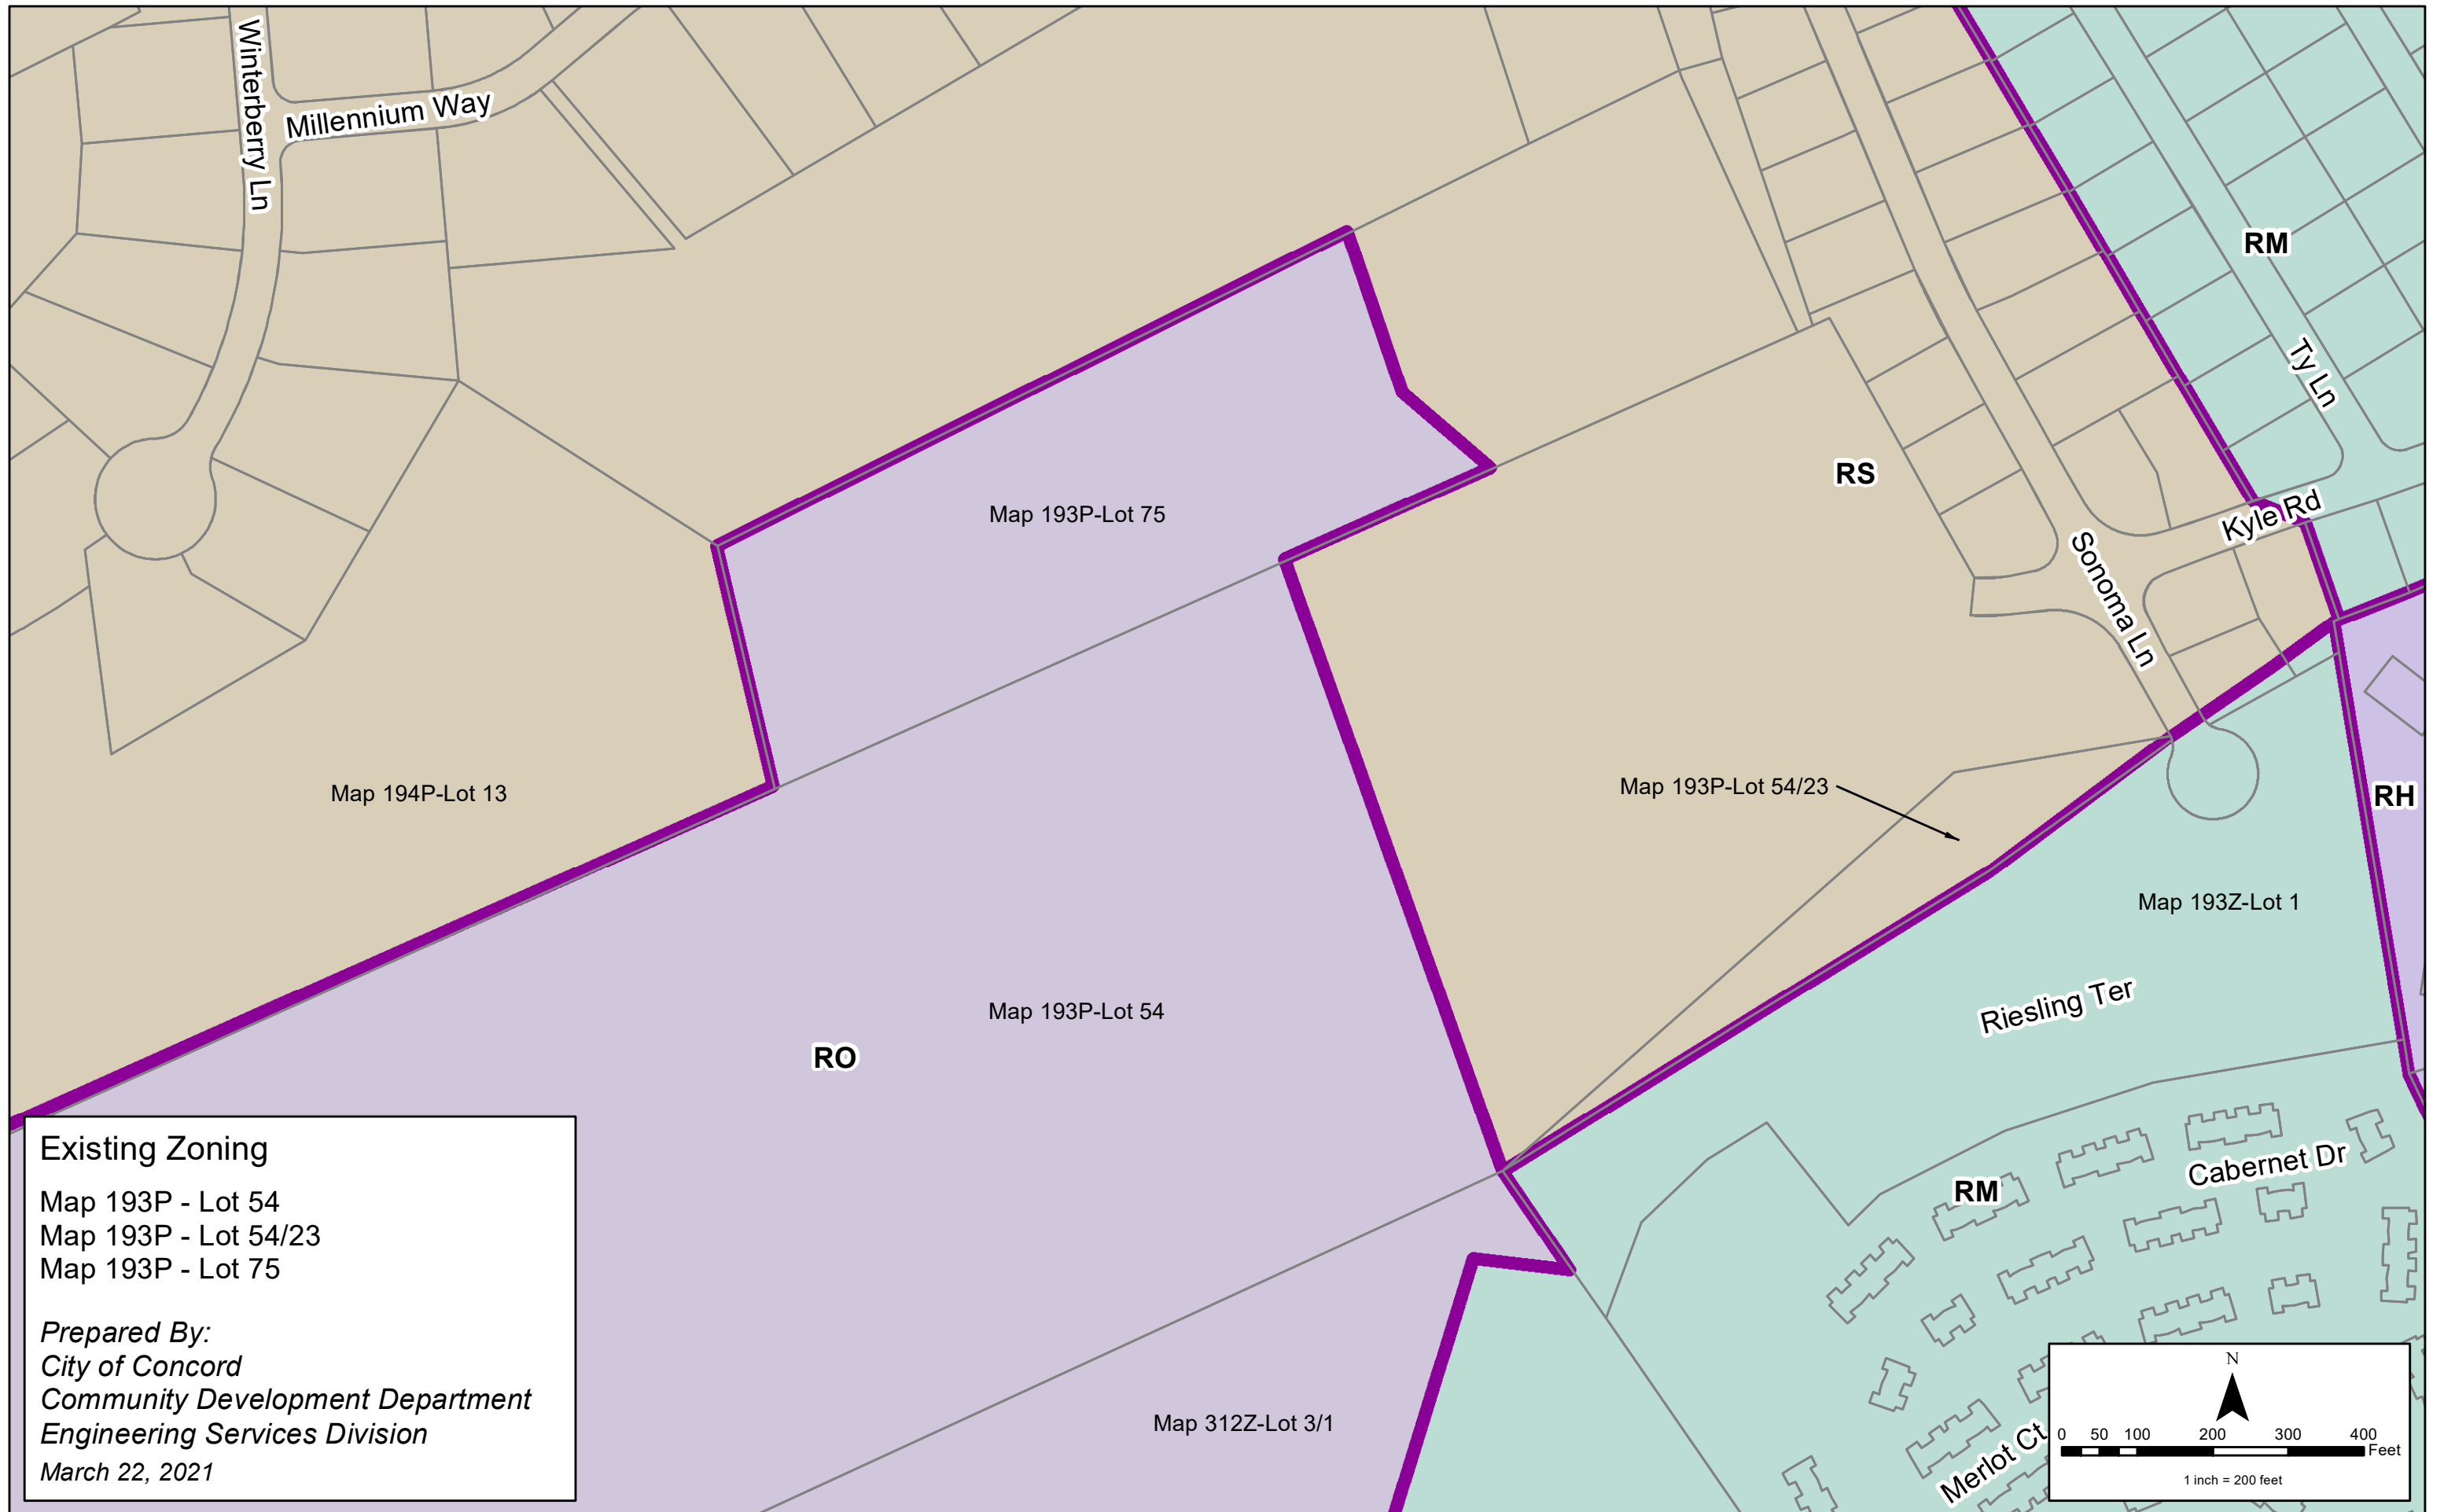 Winterberry Ln
Millennium Way
RM
Ty Ln
RS
Kyle Rd
Map 193P-Lot 75
Sonoma Ln
Map 194P-Lot 13
Map 193P-Lot 54/23
RH
Map 193Z-Lot 1
Riesling Ter
Map 193P-Lot 54
RO
Cabernet Dr
RM
Map 312Z-Lot 3/1
Merlot Ct
Existing Zoning
Map 193P - Lot 54
Map 193P - Lot 54/23
Map 193P - Lot 75
Prepared By:
City of Concord
Community Development Department
Engineering Services Division
March 22, 2021
N
0 50 100 200 300 400
Feet
1 inch = 200 feet